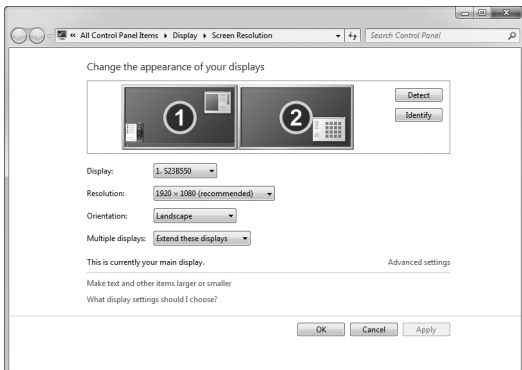 « All Control Panel Items ▸ Display ▸ Screen Resolution Search Control Panel
Change the appearance of your displays
1 2
Detect
Identify
Display: 1. S23B550
Resolution: 1920 × 1080 (recommended)
Orientation: Landscape
Multiple displays: Extend these displays
This is currently your main display. Advanced settings
Make text and other items larger or smaller
What display settings should I choose?
OK Cancel Apply